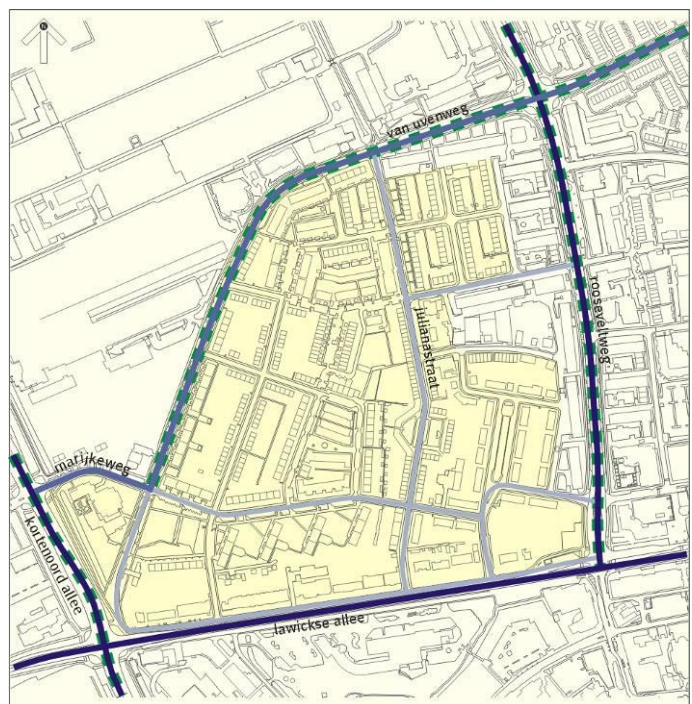 van uvenweg
rooseveltweg
julianastraat
marijkeweg
kortenoord allee
lawickse allee